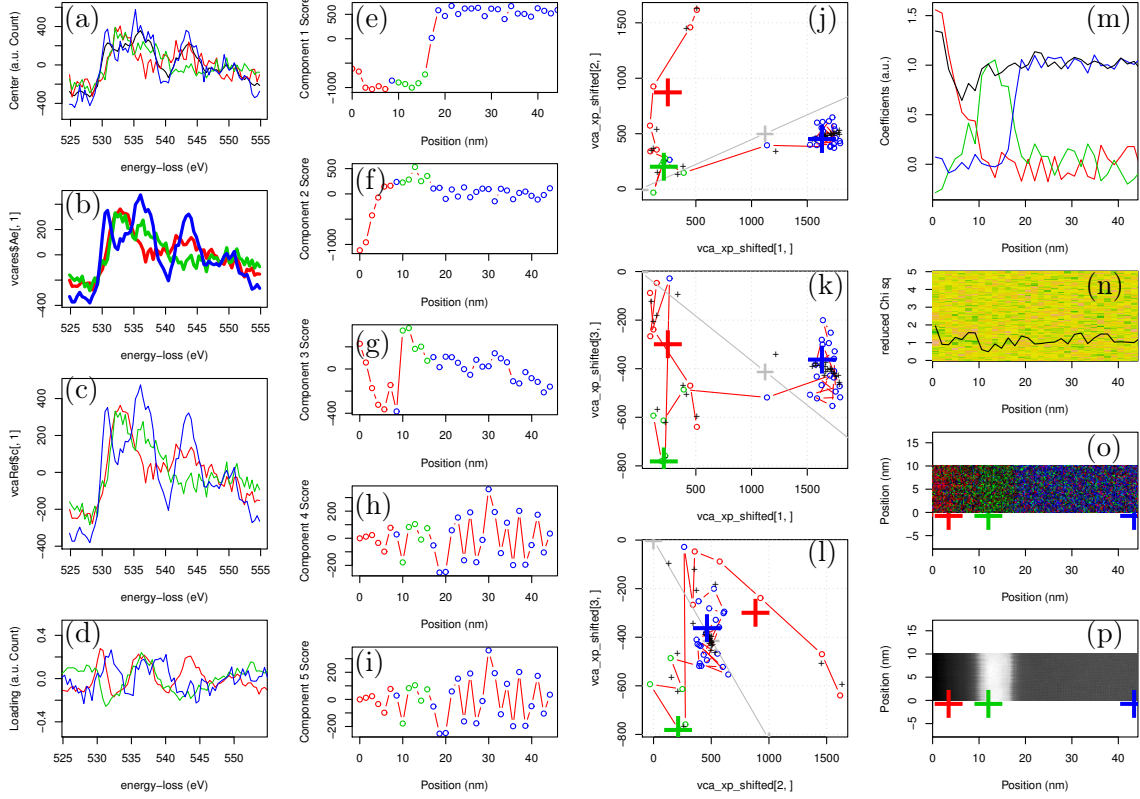 (a)
Center (a.u. Count)
−400 0 200 400
525 530 535 540 545 550 555
energy−loss (eV)
(b)
vcares$Ae[, 1]
−400 0 200
525 530 535 540 545 550 555
energy−loss (eV)
(c)
vcaRef$c[, 1]
−400 −200 0 200 400
525 530 535 540 545 550 555
energy−loss (eV)
(d)
Loading (a.u. Count)
0.4 0.0 0.4
525 530 535 540 545 550
energy−loss (eV)
(e)
Component 1 Score
−1000 0 500
0 10 20 30 40
Position (nm)
(f)
Component 2 Score
−1000 0 500
0 10 20 30 40
Position (nm)
(g)
Component 3 Score
400 0 200
0 10 20 30 40
Position (nm)
(h)
Component 4 Score
−200 0 200
0 10 20 30 40
Position (nm)
(i)
Component 5 Score
−200 0 200
0 10 20 30 40
Position (nm)
(j)
vca_xp_shifted[2, ]
0 500 1000 1500
500 1000 1500
vca_xp_shifted[1, ]
(k)
vca_xp_shifted[3, ]
−800 −600 −400 −200 0
500 1000 1500
vca_xp_shifted[1, ]
(l)
vca_xp_shifted[3, ]
−800 −600 −400 −200 0
0 500 1000 1500
vca_xp_shifted[2, ]
(m)
Coefficients (a.u.)
0.0 0.5 1.0 1.5
0 10 20 30 40
Position (nm)
(n)
reduced Chi sq
0 1 2 3 4 5
0 10 20 30 40
Position (nm)
(o)
Position (nm)
−5 0 5 10 15
0 10 20 30 40
Position (nm)
(p)
Position (nm)
−5 0 5 10 15
0 10 20 30 40
Position (nm)